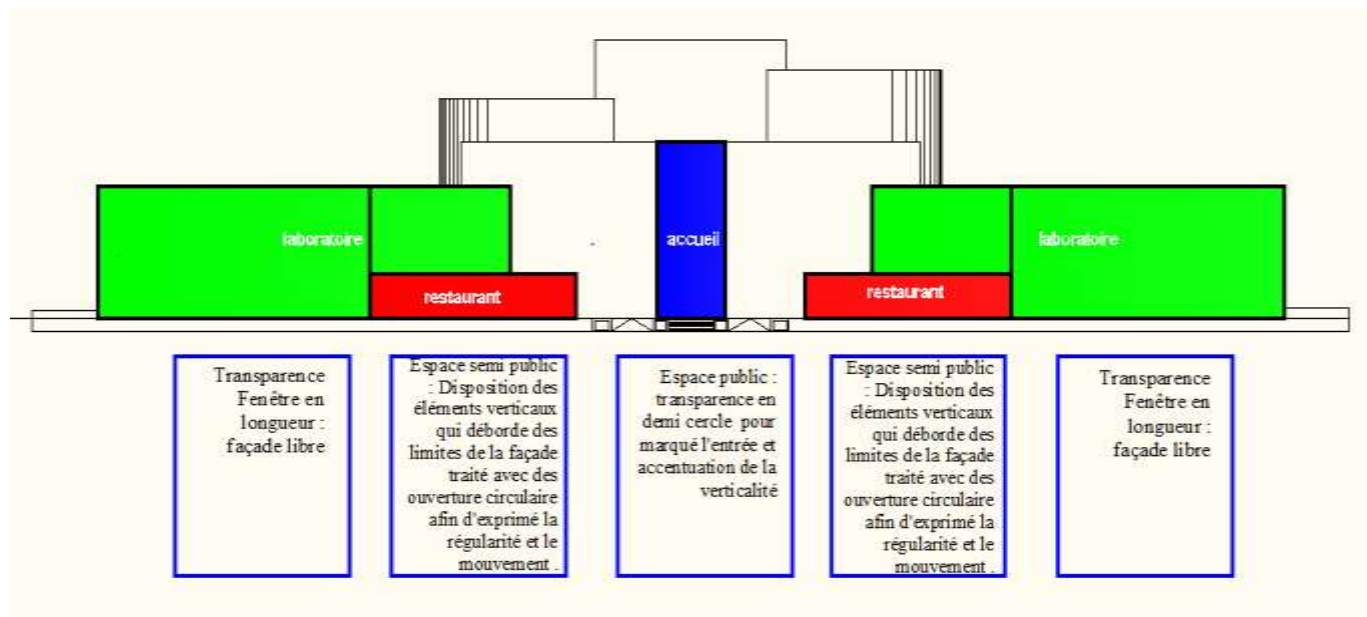 laboratoire
accueil
laboratoire
restaurant
restaurant
Transparence
Fenêtre en
longueur :
façade libre
Espace semi public
: Disposition des
éléments verticaux
qui déborde des
limites de la façade
traité avec des
ouverture circulaire
afin d'exprimé la
régularité et le
mouvement .
Espace public :
transparence en
demi cercle pour
marqué l'entrée et
accentuation de la
verticalité
Espace semi public
: Disposition des
éléments verticaux
qui déborde des
limites de la façade
traité avec des
ouverture circulaire
afin d'exprimé la
régularité et le
mouvement .
Transparence
Fenêtre en
longueur :
façade libre